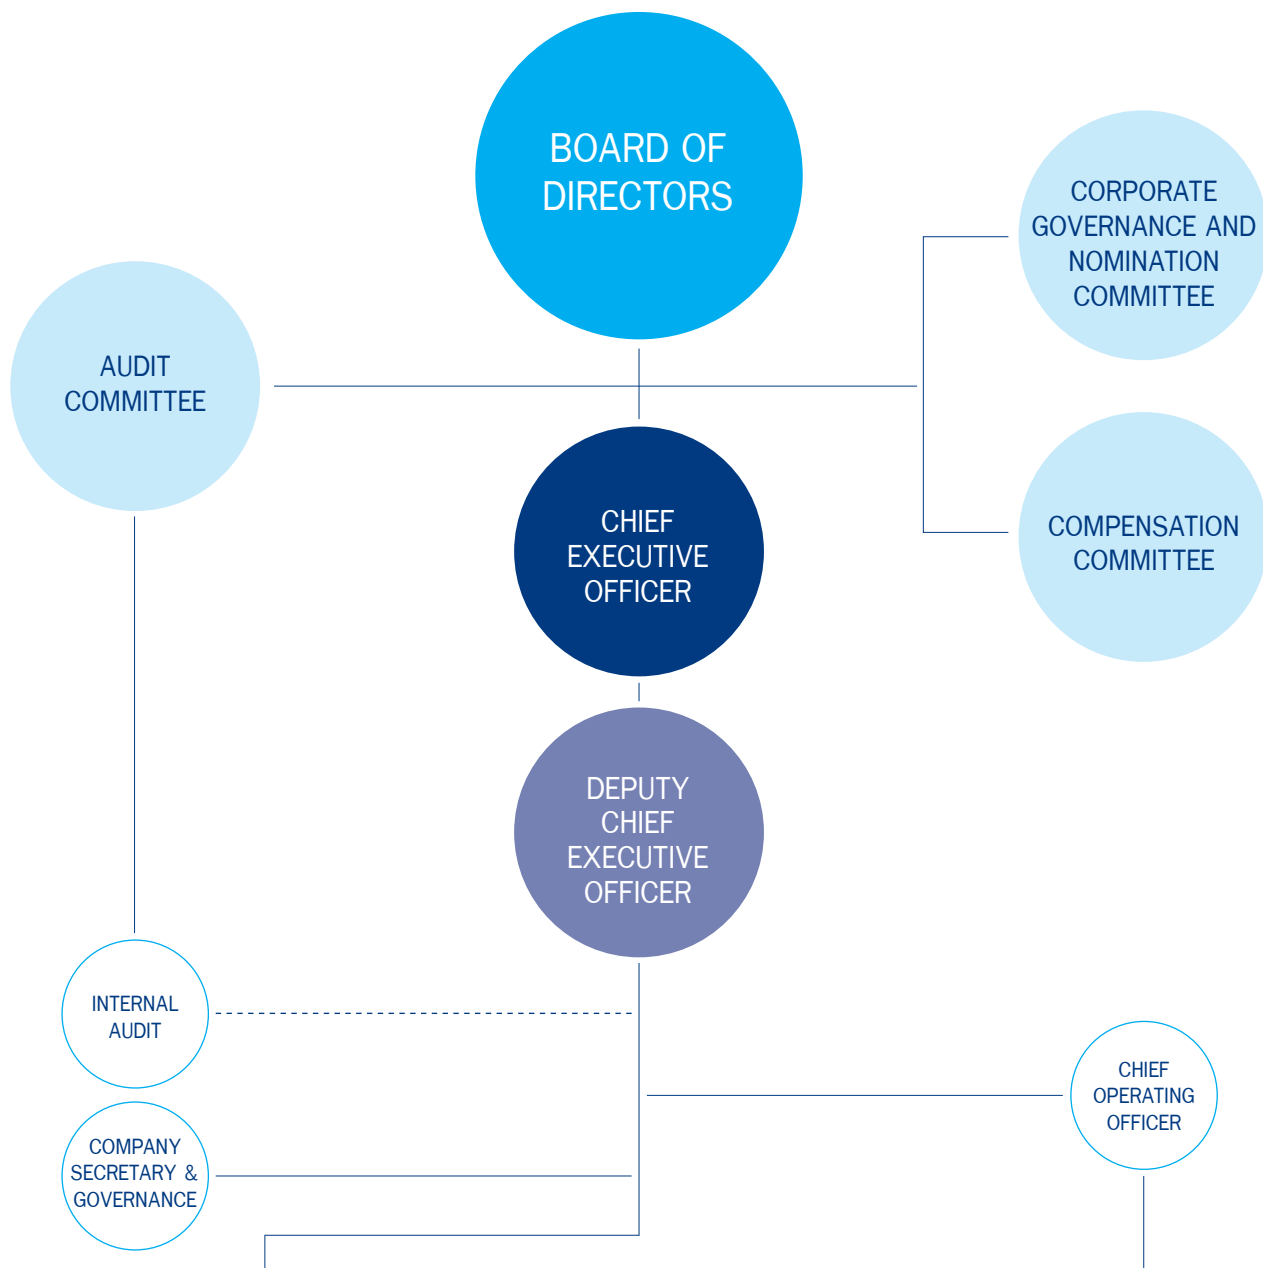 BOARD OF
DIRECTORS
CORPORATE
GOVERNANCE AND
NOMINATION
COMMITTEE
AUDIT
COMMITTEE
CHIEF
EXECUTIVE
OFFICER
COMPENSATION
COMMITTEE
DEPUTY
CHIEF
EXECUTIVE
OFFICER
INTERNAL
AUDIT
CHIEF
OPERATING
OFFICER
COMPANY
SECRETARY &
GOVERNANCE